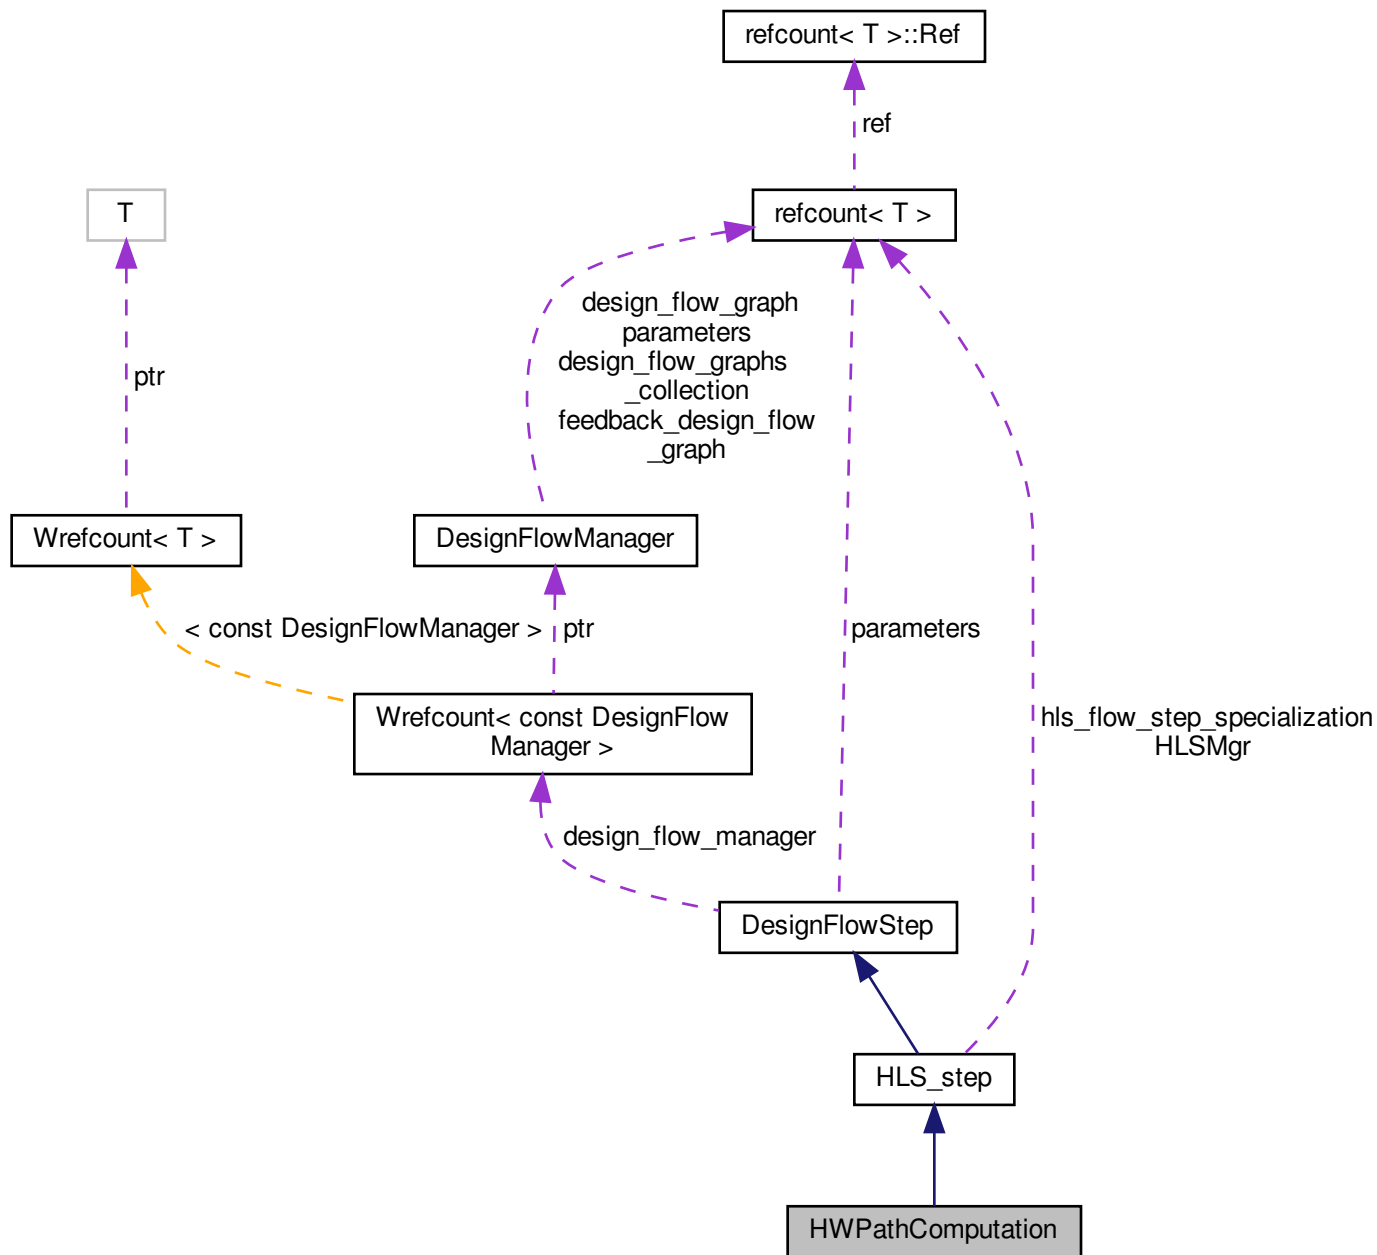 refcount< T >::Ref
ref
T
refcount< T >
design_flow_graph
parameters
design_flow_graphs
_collection
feedback_design_flow
_graph
ptr
Wrefcount< T >
DesignFlowManager
< const DesignFlowManager >
ptr
parameters
Wrefcount< const DesignFlow
Manager >
hls_flow_step_specialization
HLSMgr
design_flow_manager
DesignFlowStep
HLS_step
HWPathComputation